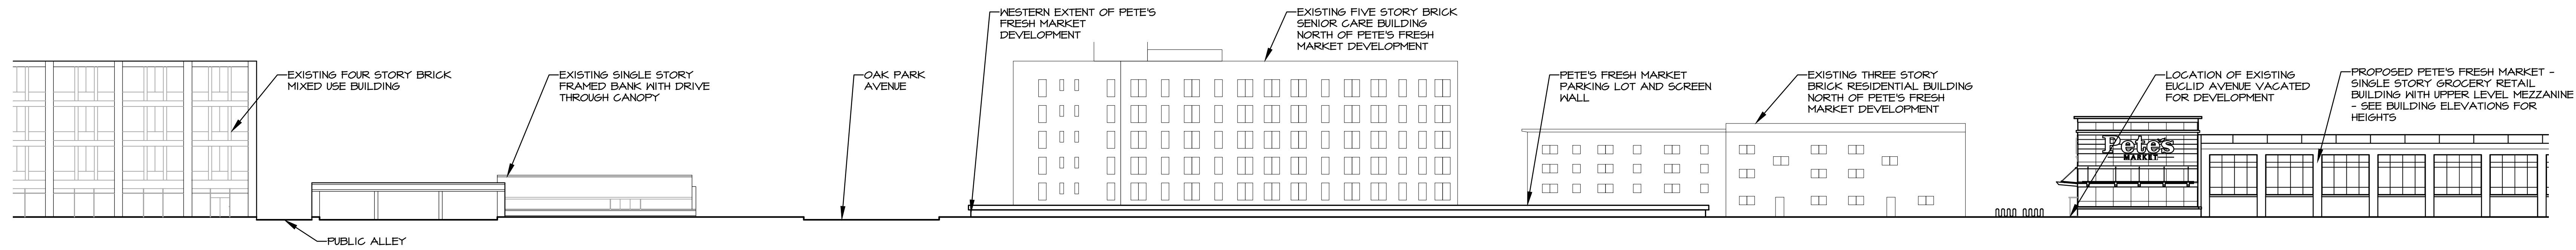 EXISTING FOUR STORY BRICK
MIXED USE BUILDING
PUBLIC ALLEY
EXISTING SINGLE STORY
FRAMED BANK WITH DRIVE
THROUGH CANOPY
OAK PARK
AVENUE
WESTERN EXTENT OF PETE'S
FRESH MARKET
DEVELOPMENT
EXISTING FIVE STORY BRICK
SENIOR CARE BUILDING
NORTH OF PETE'S FRESH
MARKET DEVELOPMENT
PETE'S FRESH MARKET
PARKING LOT AND SCREEN
WALL
EXISTING THREE STORY
BRICK RESIDENTIAL BUILDING
NORTH OF PETE'S FRESH
MARKET DEVELOPMENT
LOCATION OF EXISTING
EUCLID AVENUE VACATED
FOR DEVELOPMENT
Pete's
MARKET
PROPOSED PETE'S FRESH MARKET -
SINGLE STORY GROCERY RETAIL
BUILDING WITH UPPER LEVEL MEZZANINE
- SEE BUILDING ELEVATIONS FOR
HEIGHTS